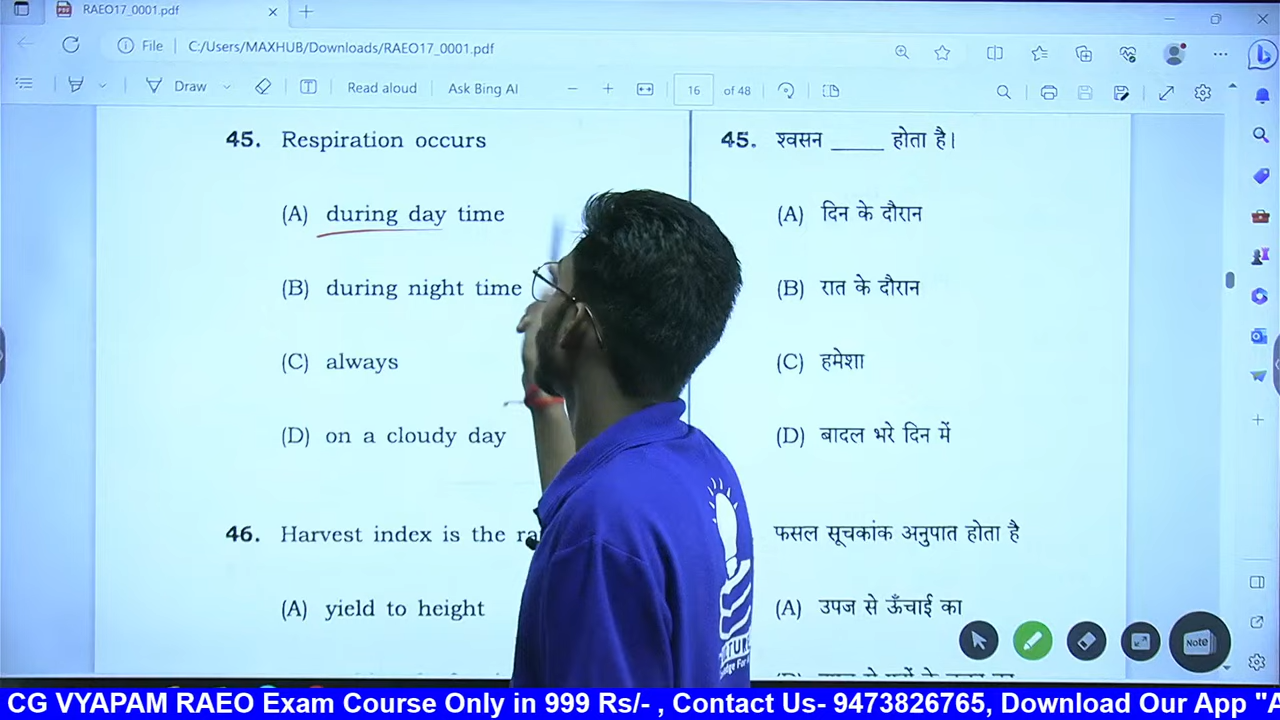 RAEO17_0001.pdf
File
C:/Users/MAXHUB/Downloads/RAEO17_0001.pdf
Draw
Read aloud
Ask Bing AI
16
of 48
45. Respiration occurs
(A) during day time
(B) during night time
(C) always
(D) on a cloudy day
46. Harvest index is the
(A) yield to height
45. श्वसन _____ होता है।
(A) दिन के दौरान
(B) रात के दौरान
(C) हमेशा
(D) बादल भरे दिन में
फसल सूचकांक अनुपात होता है
(A) उपज से ऊँचाई का
Note
CG VYAPAM RAEO Exam Course Only in 999 Rs/- , Contact Us- 9473826765, Download Our App "A